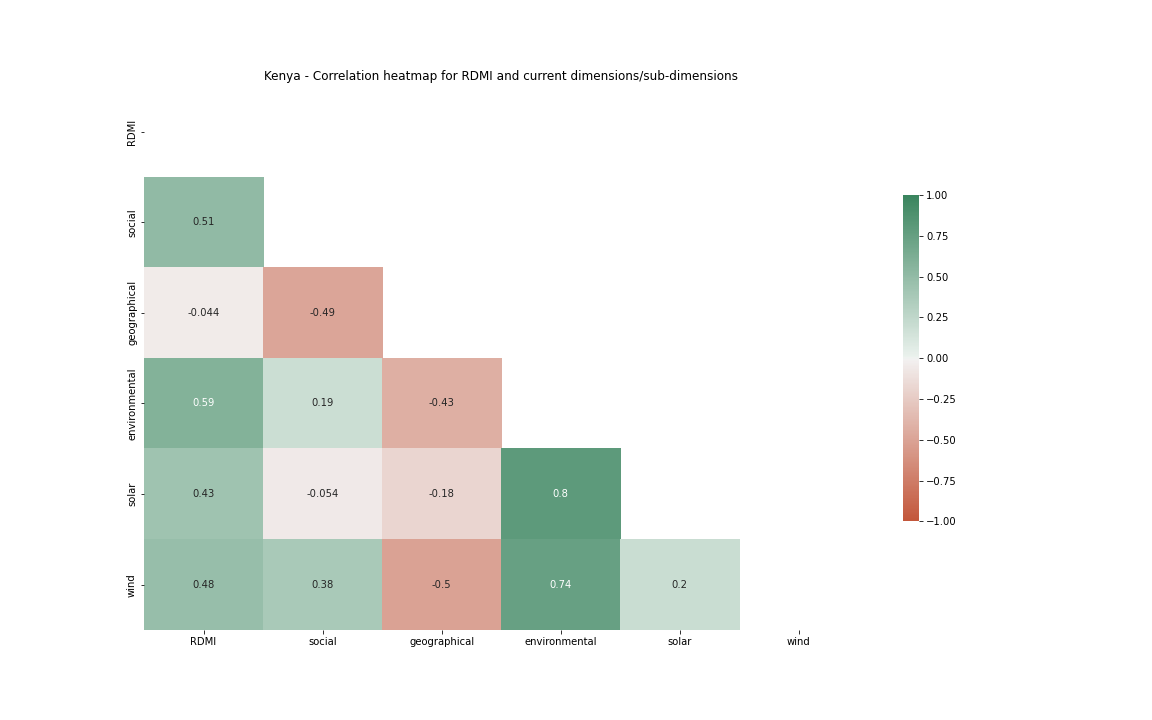 Kenya - Correlation heatmap for RDMI and current dimensions/sub-dimensions
RDMI
social
0.51
geographical
-0.044 -0.49
environmental
0.59 0.19 -0.43
solar
0.43 -0.054 -0.18 0.8
wind
0.48 0.38 -0.5 0.74 0.2
RDMI social geographical environmental solar wind
1.00
0.75
0.50
0.25
0.00
−0.25
−0.50
−0.75
−1.00